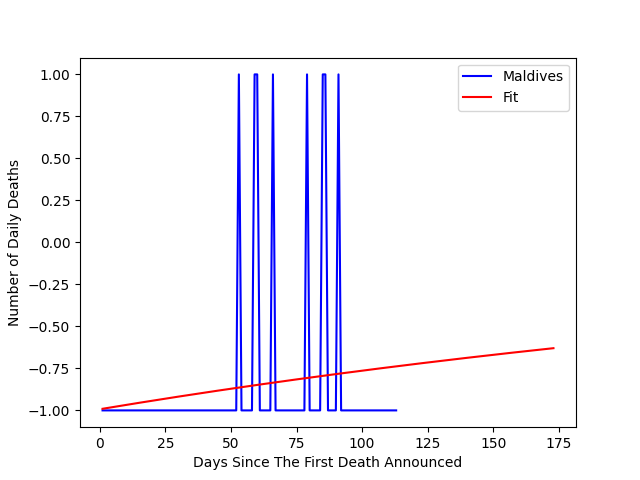 Maldives
Fit
1.00
0.75
0.50
0.25
0.00
−0.25
−0.50
−0.75
−1.00
Number of Daily Deaths
0 25 50 75 100 125 150 175
Days Since The First Death Announced